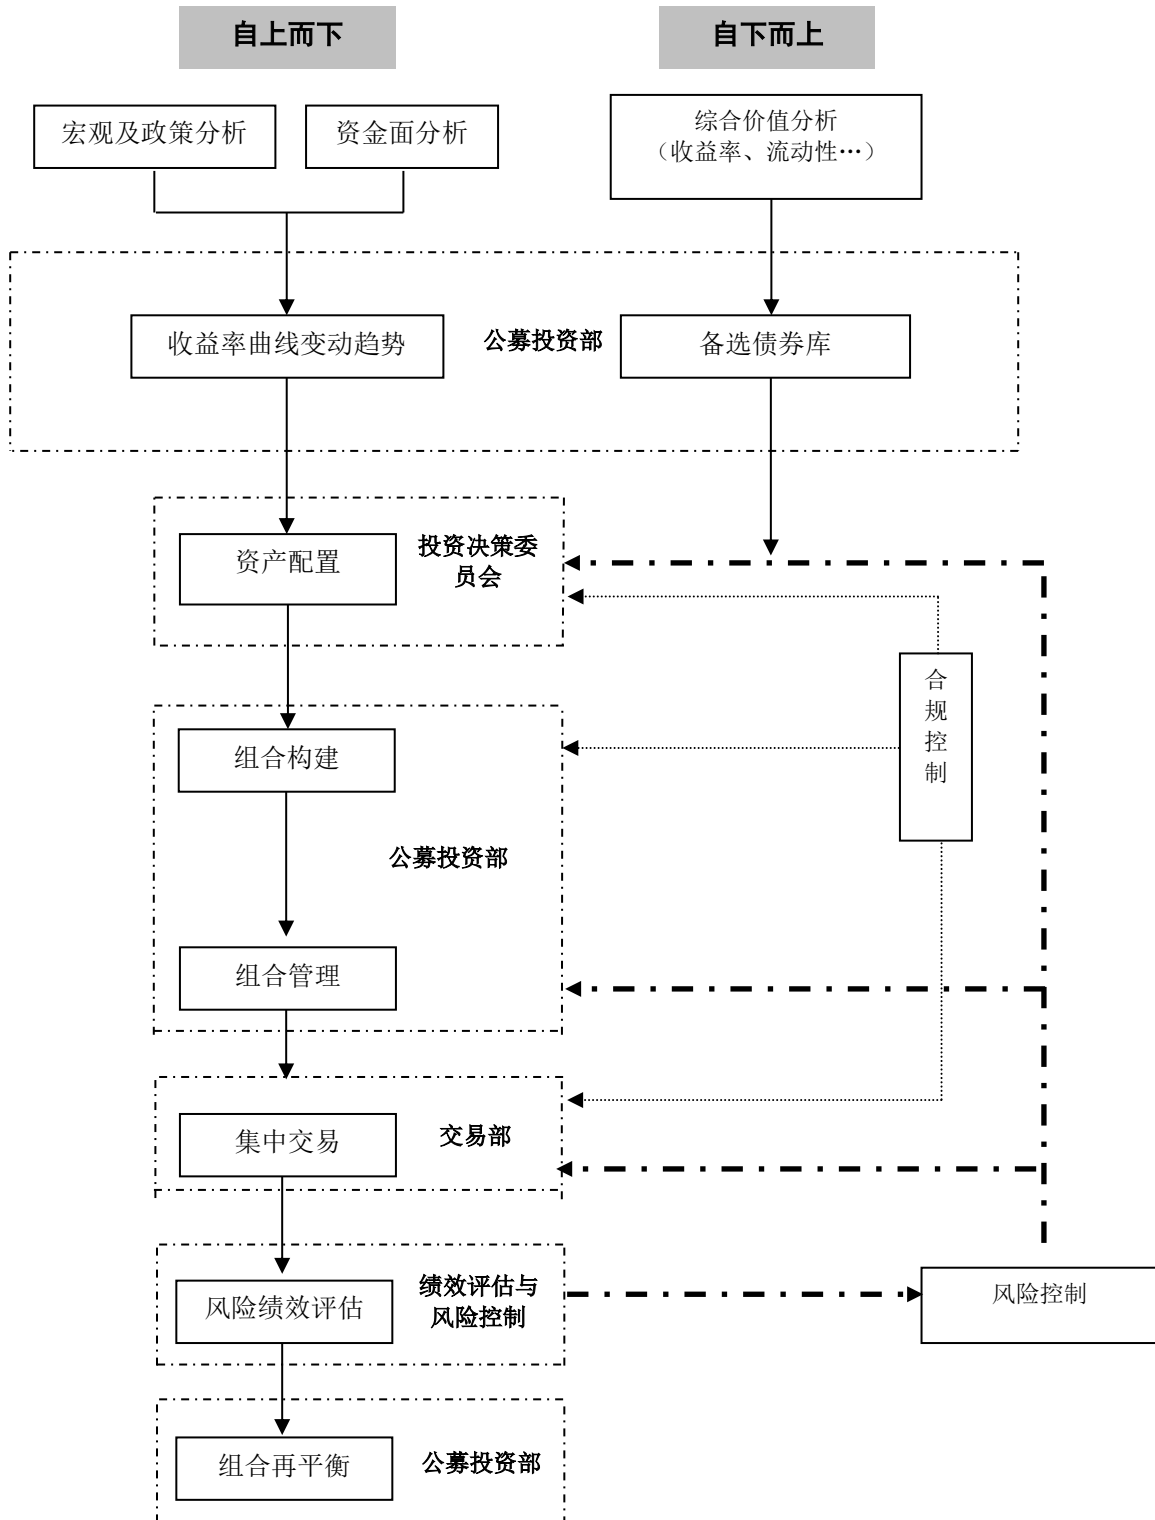 自上而下
自下而上
宏观及政策分析
资金面分析
综合价值分析
（收益率、流动性…）
收益率曲线变动趋势
公募投资部
备选债券库
资产配置
投资决策委
员会
合
规
控
制
组合构建
公募投资部
组合管理
集中交易
交易部
风险绩效评估
绩效评估与
风险控制
风险控制
组合再平衡
公募投资部